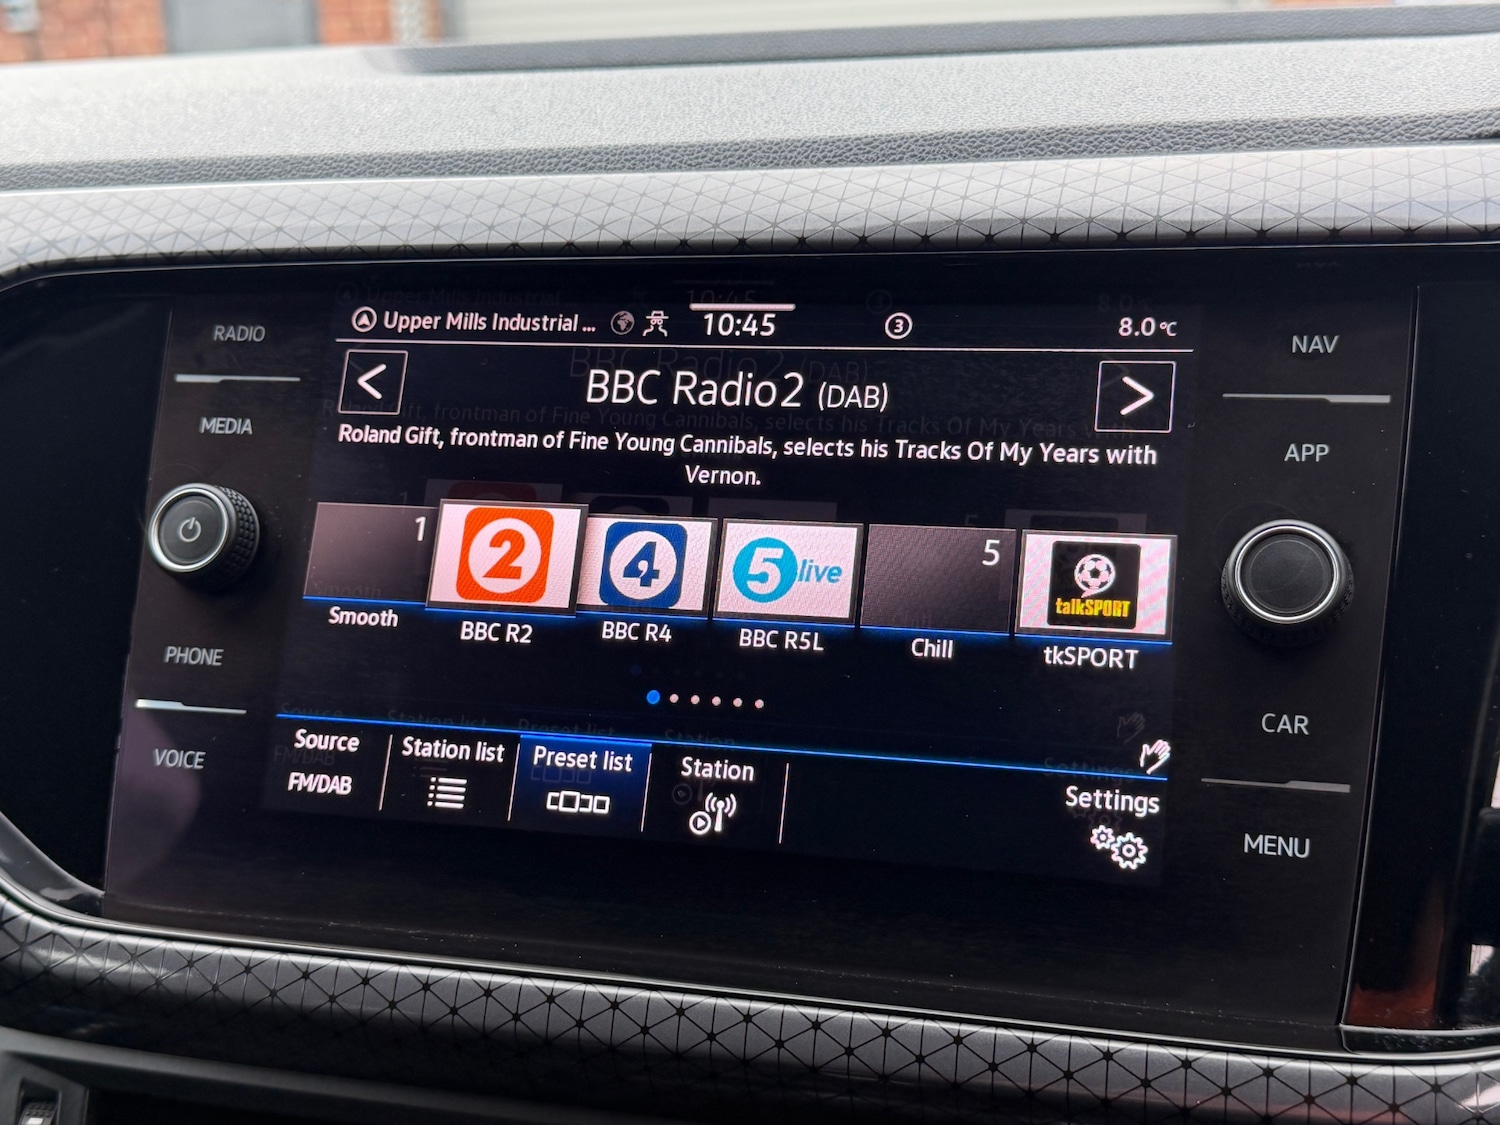 RADIO
MEDIA
PHONE
VOICE
Upper Mills Industrial ...
10:45
3
8.0°C
<
BBC Radio2 (DAB)
>
Roland Gift, frontman of Fine Young Cannibals, selects his Tracks Of My Years with
Vernon.
1
2
4
5 live
5
talkSPORT
Smooth
BBC R2
BBC R4
BBC R5L
Chill
tkSPORT
Source
FM/DAB
Station list
Preset list
Station
Settings
NAV
APP
CAR
MENU